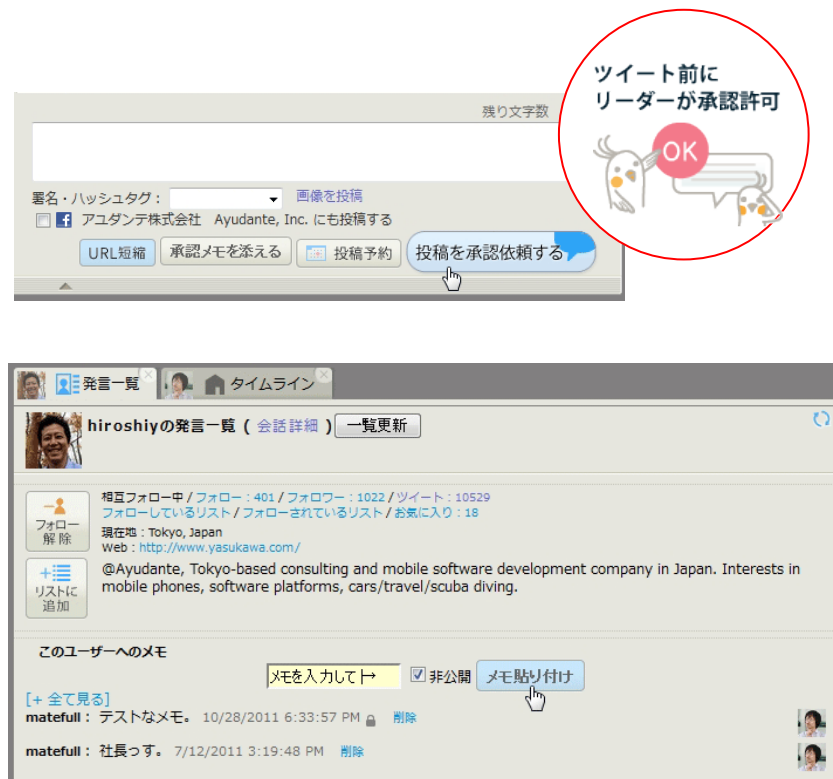 ツイート前に
リーダーが承認許可
OK
残り文字数
署名・ハッシュタグ：
画像を投稿
アユダンテ株式会社 Ayudante, Inc. にも投稿する
URL短縮 承認メモを添える 投稿予約 投稿を承認依頼する
発言一覧 タイムライン
hiroshiyの発言一覧 ( 会話詳細 ) 一覧更新
フォロー
解除
相互フォロー中 / フォロー：401 / フォロワー：1022 / ツイート：10529
フォローしているリスト / フォローされているリスト / お気に入り：18
現在地：Tokyo, Japan
Web：http://www.yasukawa.com/
リストに
追加
@Ayudante, Tokyo-based consulting and mobile software development company in Japan. Interests in
mobile phones, software platforms, cars/travel/scuba diving.
このユーザーへのメモ
メモを入力して|→ 非公開 メモ貼り付け
[+ 全て見る]
matefull： テストなメモ。 10/28/2011 6:33:57 PM 削除
matefull： 社長っす。 7/12/2011 3:19:48 PM 削除